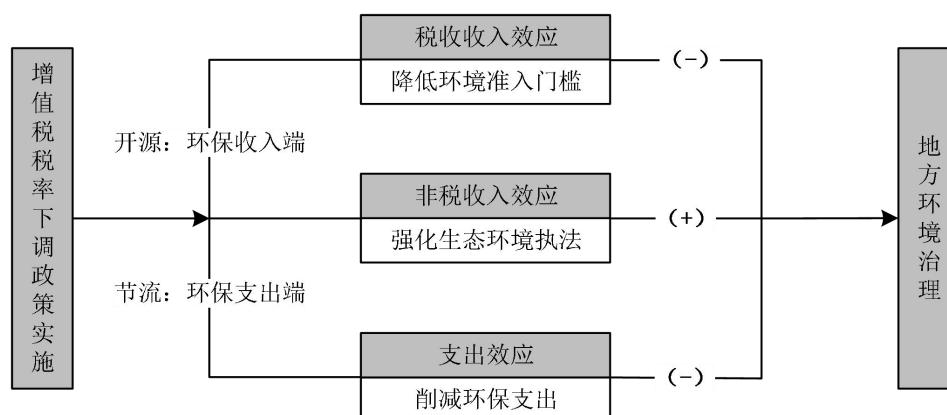 增值税税率下调政策实施
开源：环保收入端
节流：环保支出端
税收收入效应
降低环境准入门槛
(-)
非税收入效应
强化生态环境执法
(+)
支出效应
削减环保支出
(-)
地方环境治理